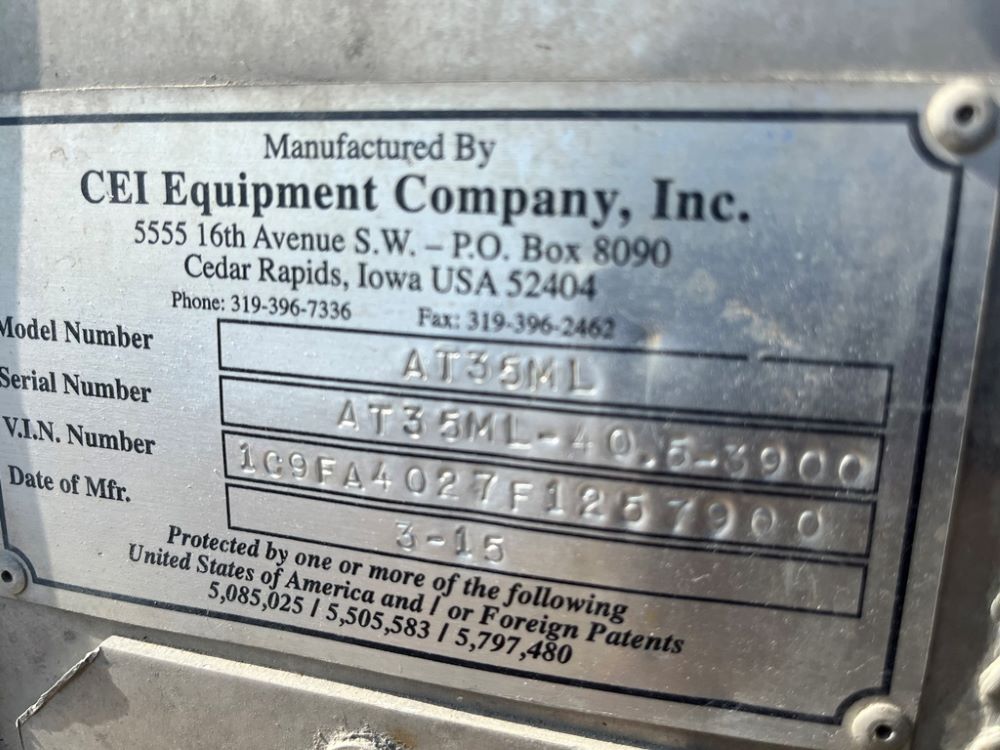 Manufactured By
CEI Equipment Company, Inc.
5555 16th Avenue S.W. – P.O. Box 8090
Cedar Rapids, Iowa USA 52404
Phone: 319-396-7336 Fax: 319-396-2462
Model Number AT35ML
Serial Number AT35ML-40.5-3900
V.I.N. Number 1C9FA4027F1257900
Date of Mfr. 3-15
Protected by one or more of the following
United States of America and / or Foreign Patents
5,085,025 / 5,505,583 / 5,797,480